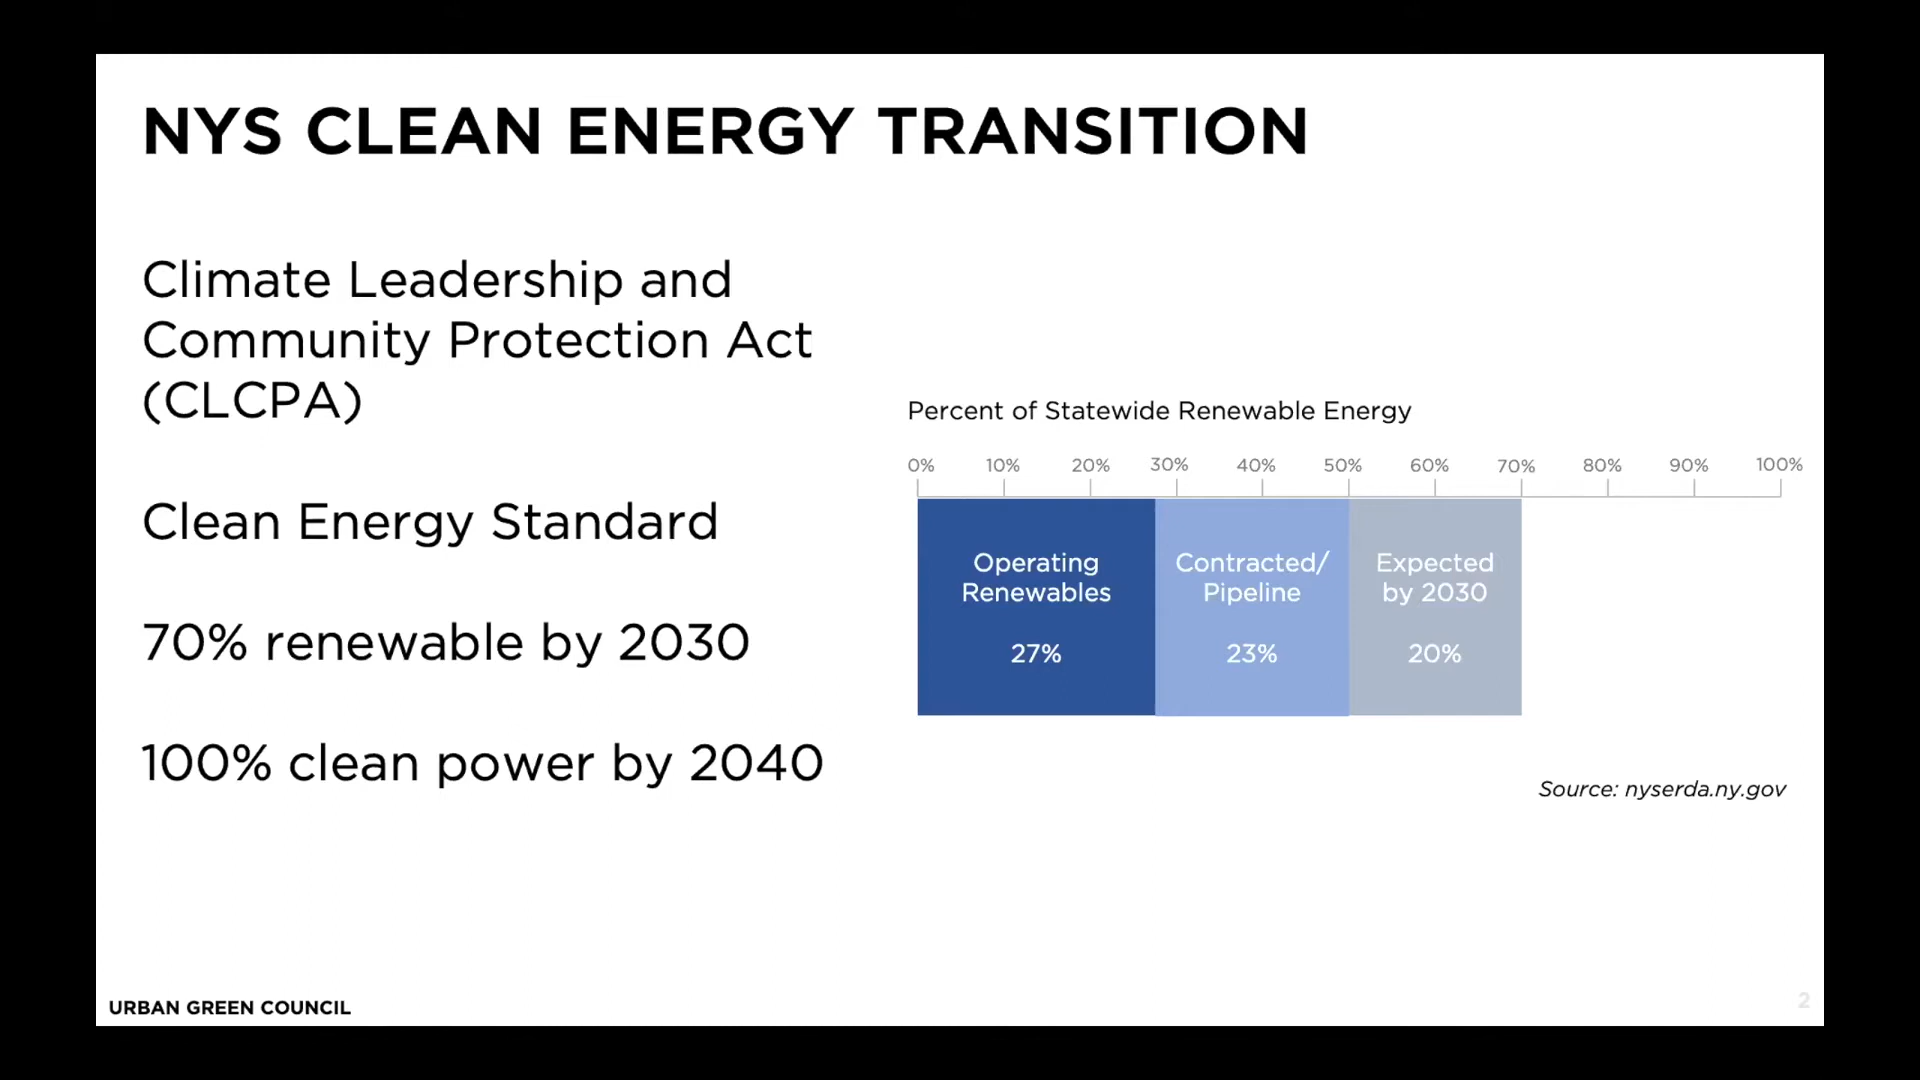 NYS CLEAN ENERGY TRANSITION
Climate Leadership and
Community Protection Act
(CLCPA)
Clean Energy Standard
70% renewable by 2030
100% clean power by 2040
Percent of Statewide Renewable Energy
0% 10% 20% 30% 40% 50% 60% 70% 80% 90% 100%
Operating
Renewables
27%
Contracted/
Pipeline
23%
Expected
by 2030
20%
Source: nyserda.ny.gov
URBAN GREEN COUNCIL
2